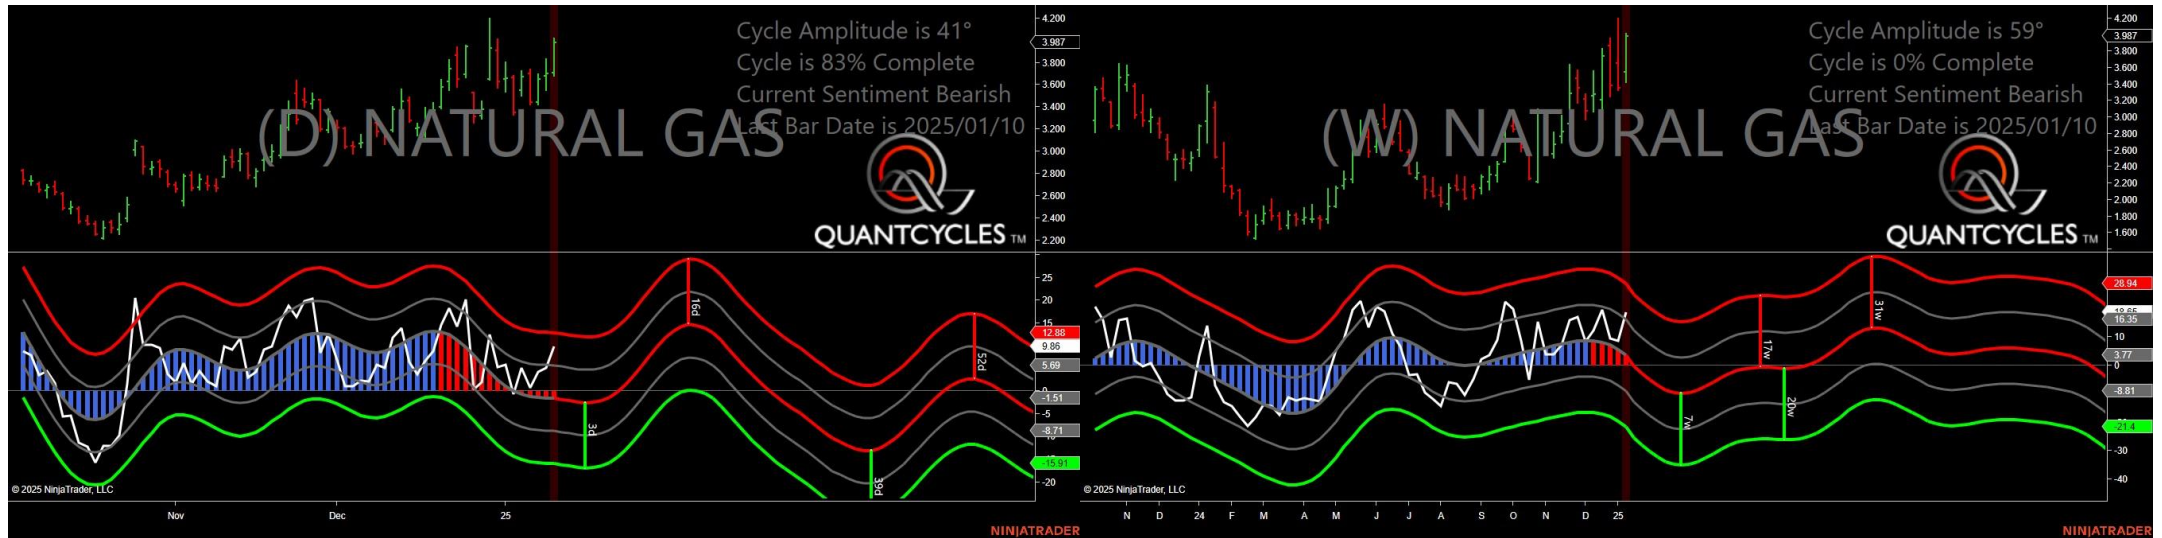 Cycle Amplitude is 41°
Cycle is 83% Complete
Current Sentiment Bearish
Last Bar Date is 2025/01/10
(D) NATURAL GAS
QUANTCYCLES TM
4.200
3.987
3.800
3.600
3.400
3.200
3.000
2.800
2.600
2.400
2.200
25
20
15
12.88
9.86
5.69
0
-1.51
-5
-8.71
-15.91
-20
16d
52d
3d
39d
© 2025 NinjaTrader, LLC
Nov
Dec
25
NINJATRADER
Cycle Amplitude is 59°
Cycle is 0% Complete
Current Sentiment Bearish
Last Bar Date is 2025/01/10
(W) NATURAL GAS
QUANTCYCLES TM
4.200
3.987
3.800
3.600
3.400
3.200
3.000
2.800
2.600
2.400
2.200
2.000
1.800
1.600
28.94
16.35
10
3.77
0
-8.81
-21.4
-30
-40
17w
31w
7w
20w
© 2025 NinjaTrader, LLC
N
D
24
F
M
A
M
J
J
A
S
O
N
D
25
NINJATRADER